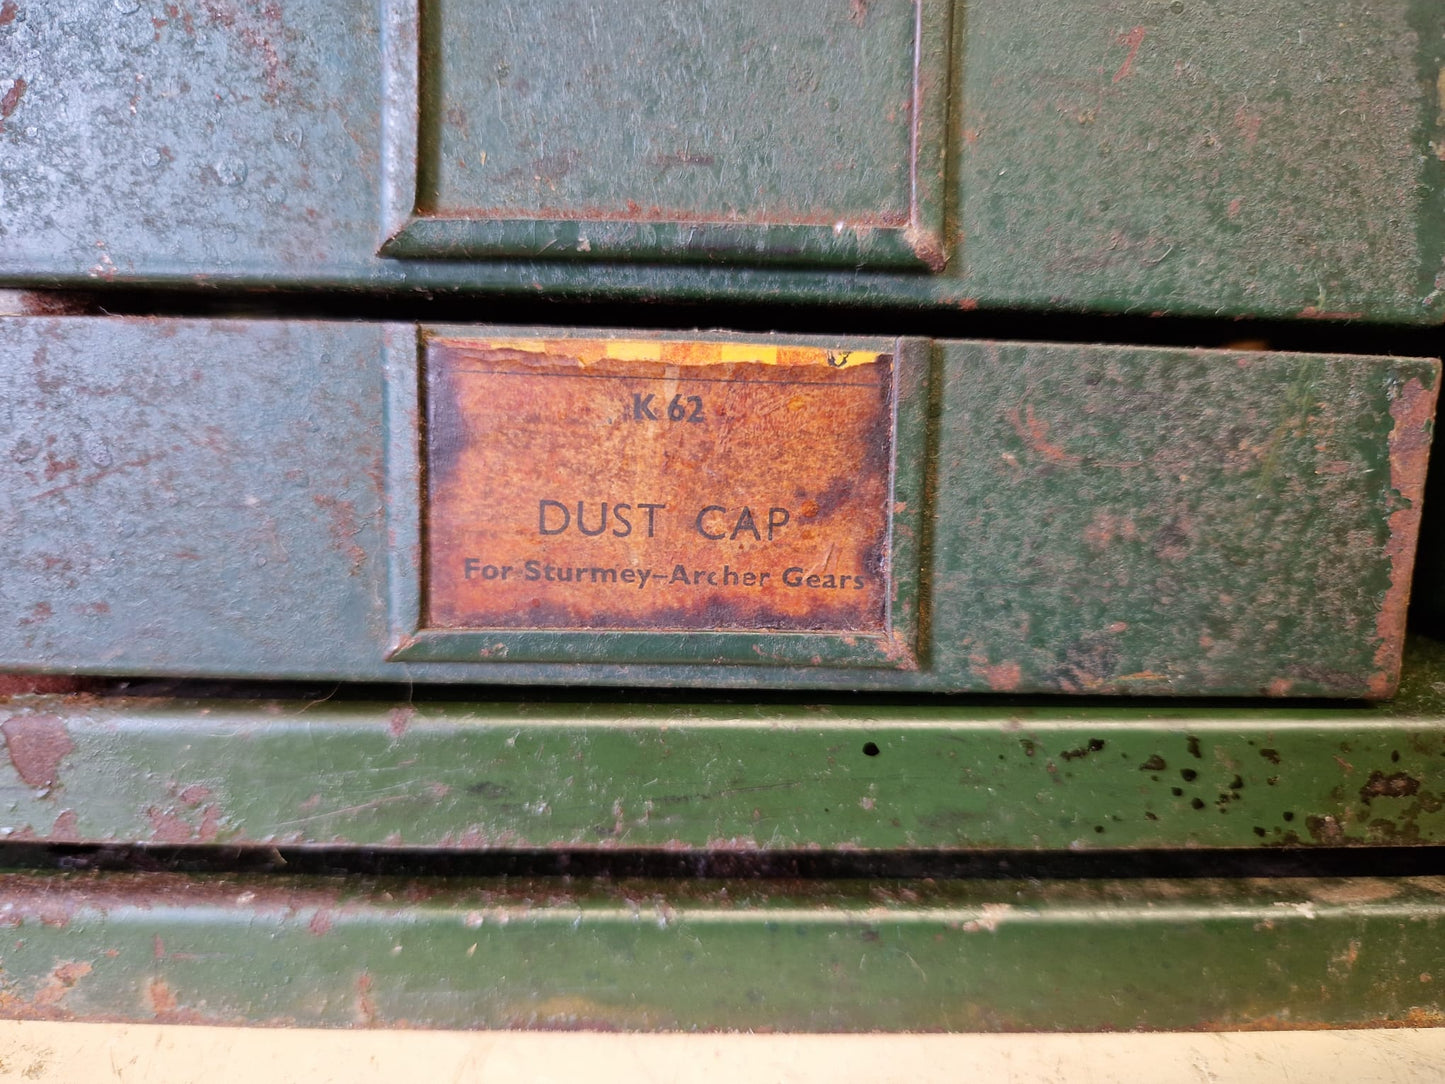 K 62
DUST CAP
For Sturmey-Archer Gears